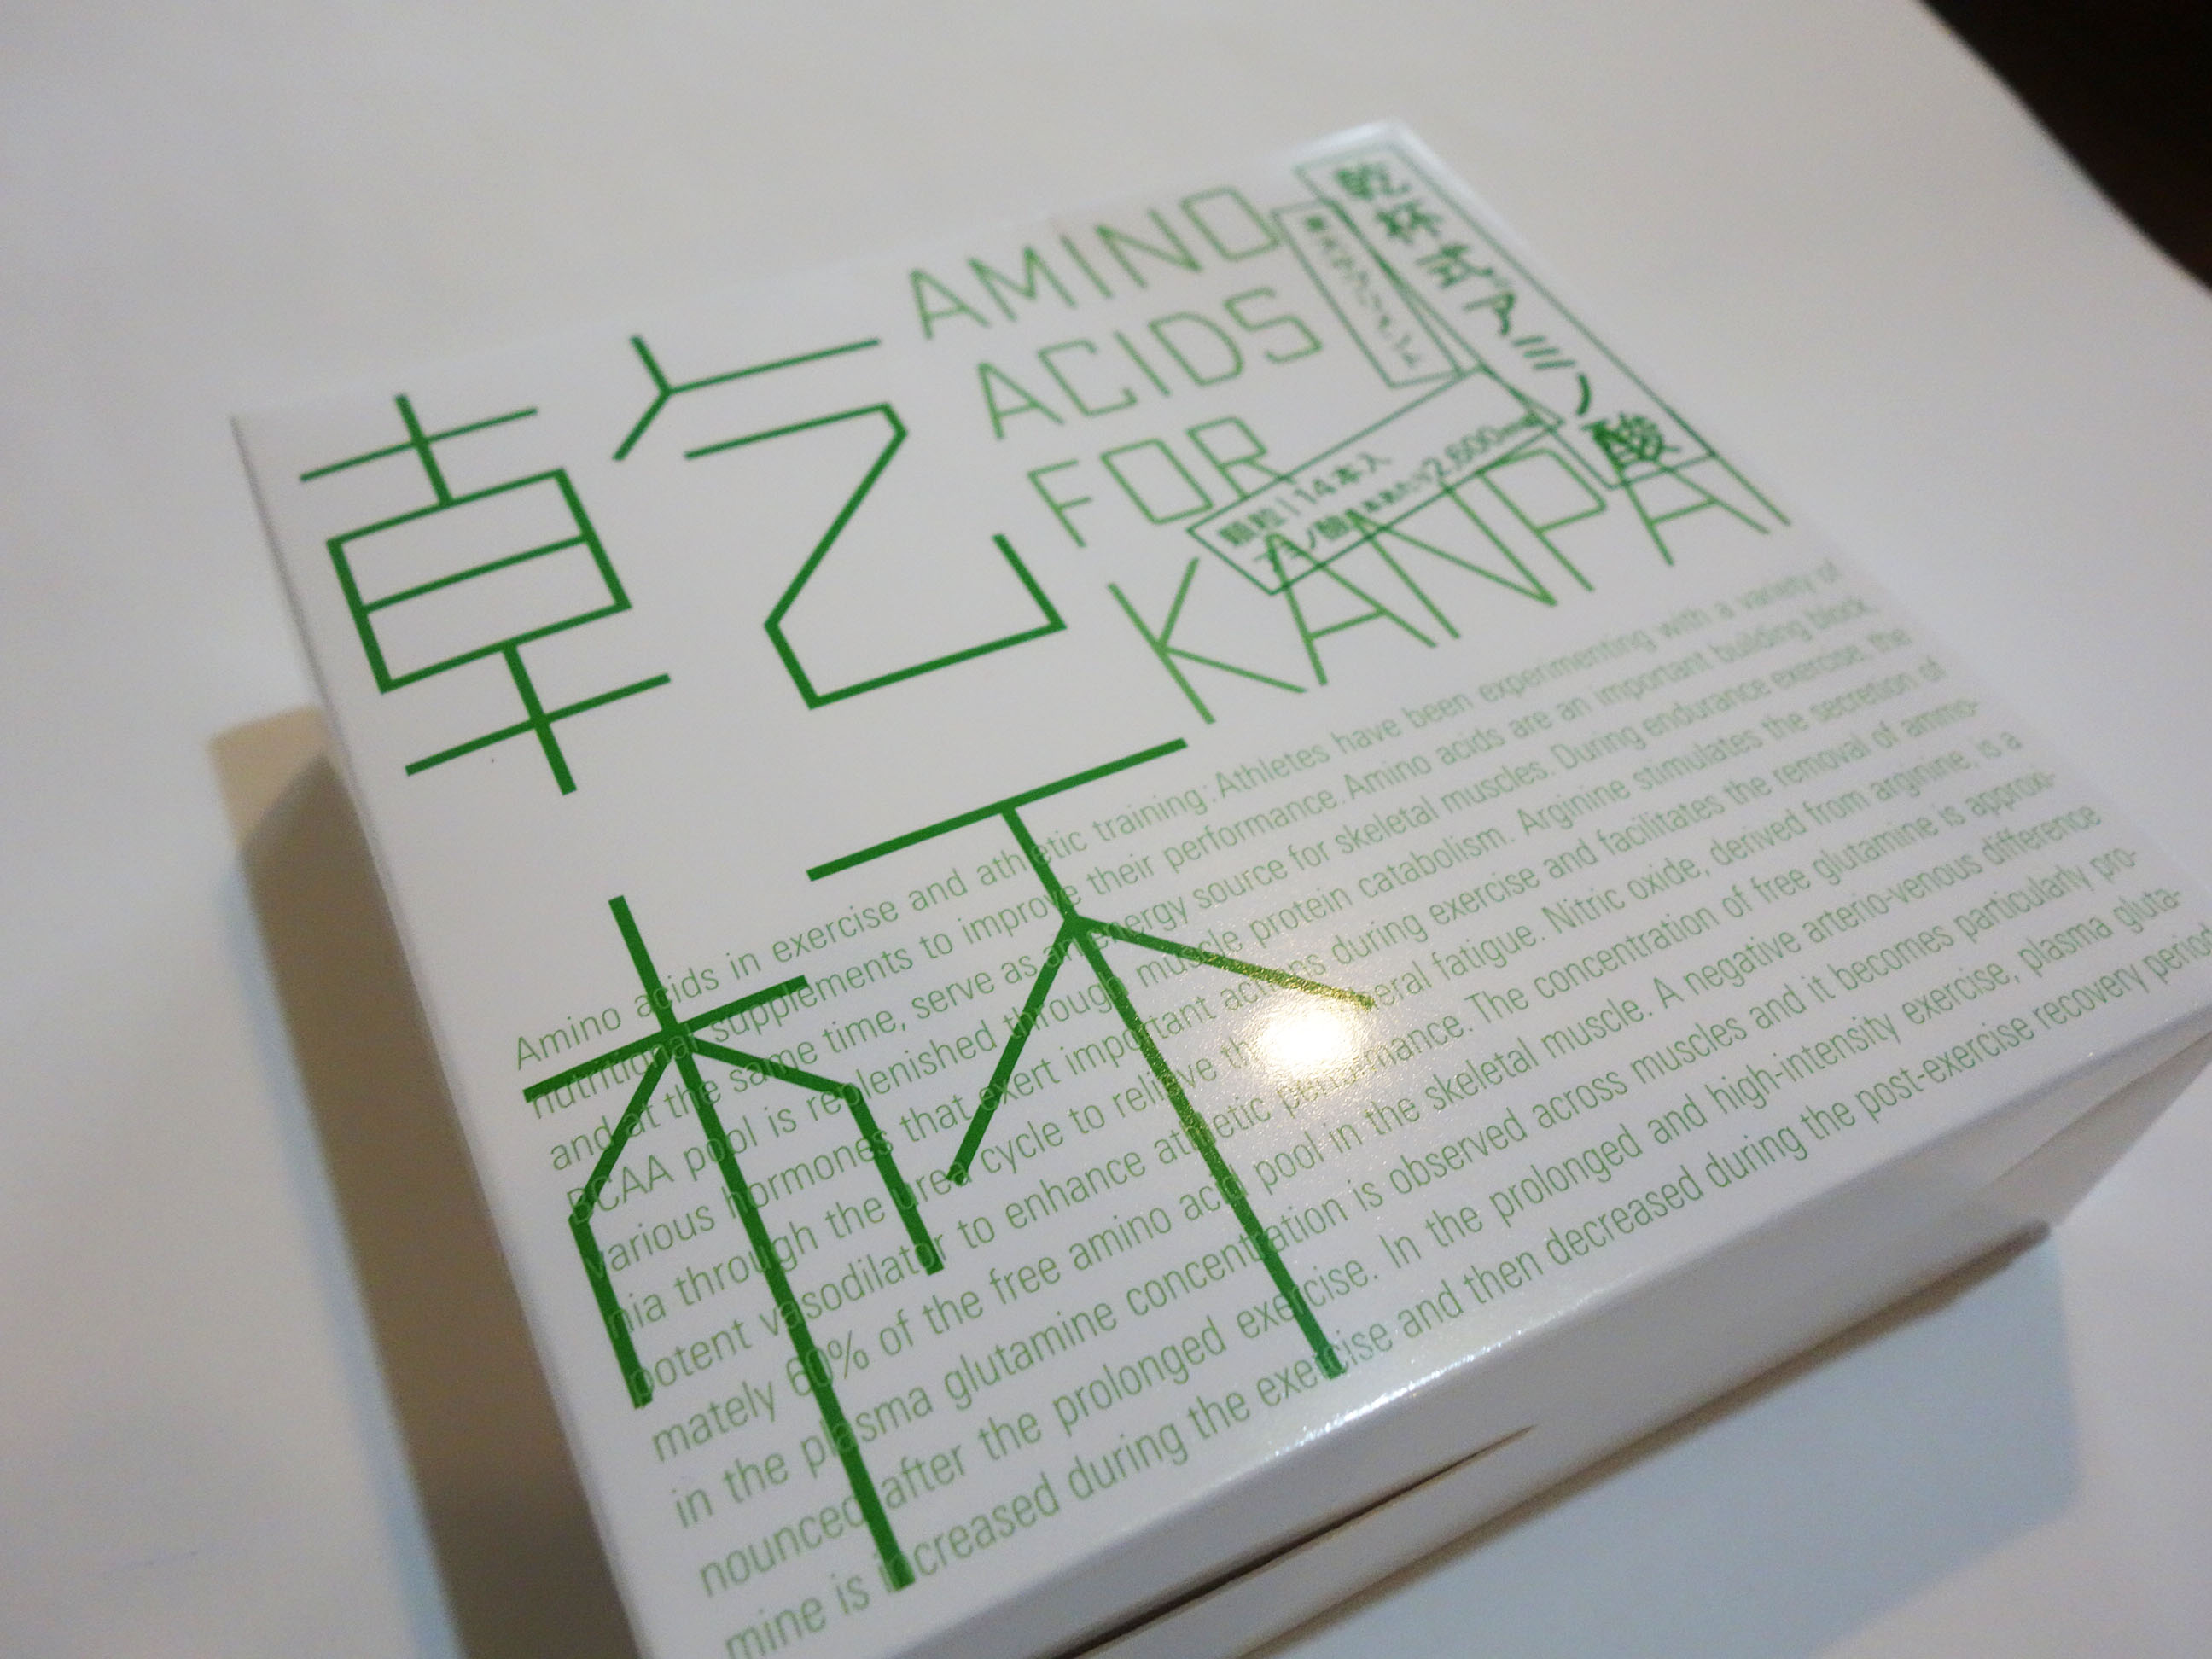 乾杯
AMINO
ACIDS
FOR
KANPAI
乾杯式アミノ酸
顆粒 | 14本入
アミノ酸 2,600mg
Amino acids in exercise and athletic training: Athletes have been experimenting with a variety of
nutritional supplements to improve their performance. Amino acids are an important building block,
and at the same time, serve as an energy source for skeletal muscles. During endurance exercise, the
BCAA pool is replenished through muscle protein catabolism. Arginine stimulates the secretion of
various hormones that exert important actions during exercise and facilitates the removal of ammo-
nia through the urea cycle to relieve the eral fatigue. Nitric oxide, derived from arginine, is a
potent vasodilator to enhance athletic performance. The concentration of free glutamine is approxi-
mately 60% of the free amino acid pool in the skeletal muscle. A negative arterio-venous difference
in the plasma glutamine concentration is observed across muscles and it becomes particularly pro-
nounced after the prolonged exercise. In the prolonged and high-intensity exercise, plasma gluta-
mine is increased during the exercise and then decreased during the post-exercise recovery period